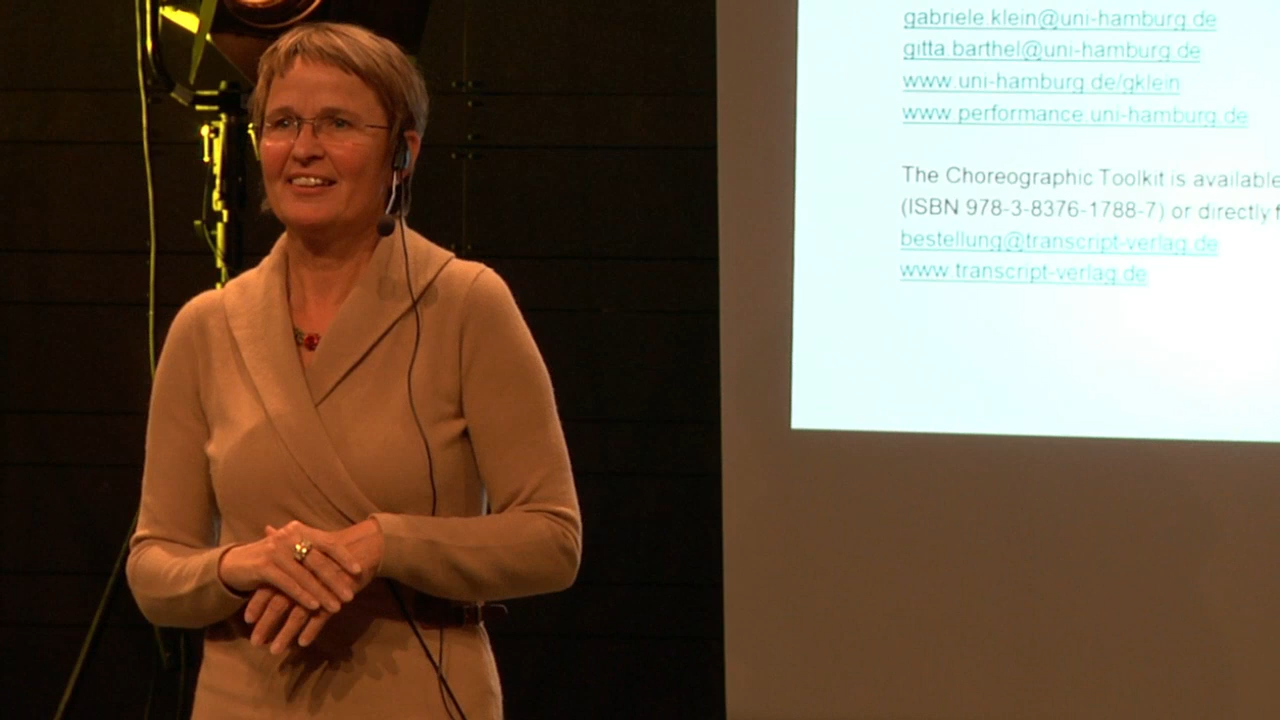 gabriele.klein@uni-hamburg.de
gitta.barthel@uni-hamburg.de
www.uni-hamburg.de/gklein
www.performance.uni-hamburg.de
The Choreographic Toolkit is available
(ISBN 978-3-8376-1788-7) or directly f
bestellung@transcript-verlag.de
www.transcript-verlag.de